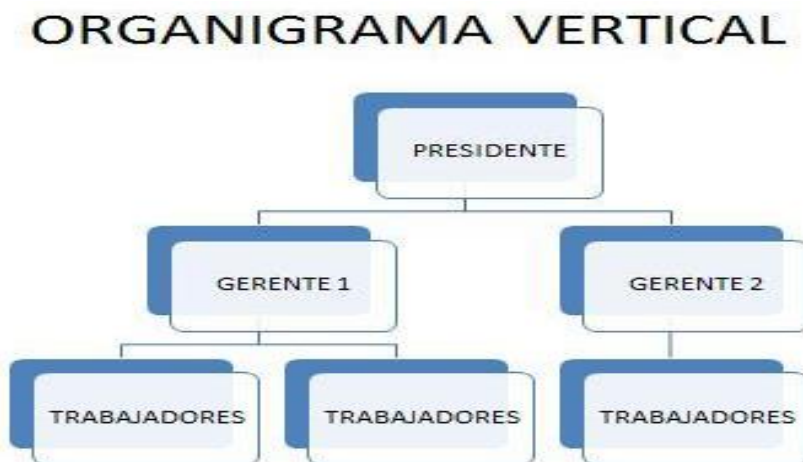 ORGANIGRAMA VERTICAL
PRESIDENTE
GERENTE 1
GERENTE 2
TRABAJADORES
TRABAJADORES
TRABAJADORES